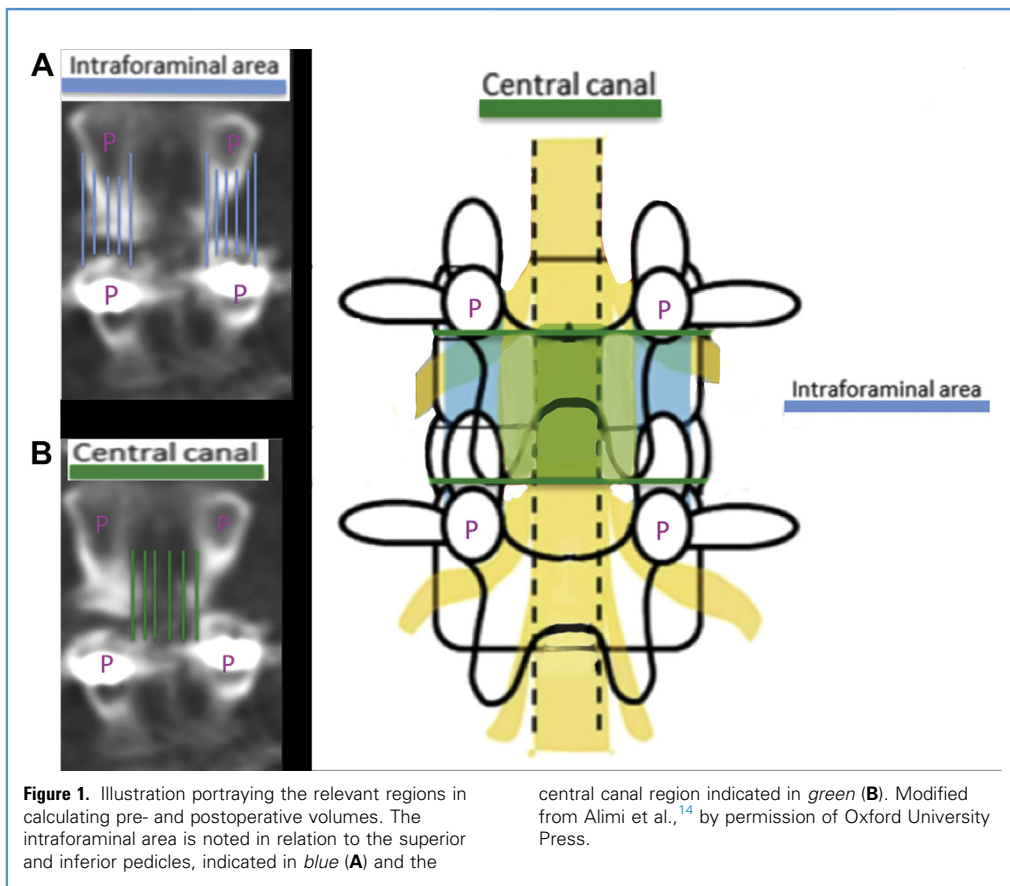 A
Intraforaminal area
P
P
P
P
B
Central canal
P
P
P
P
Central canal
P
P
Intraforaminal area
P
P
Figure 1. Illustration portraying the relevant regions in
calculating pre- and postoperative volumes. The
intraforaminal area is noted in relation to the superior
and inferior pedicles, indicated in blue (A) and the
central canal region indicated in green (B). Modified
from Alimi et al.,14 by permission of Oxford University
Press.